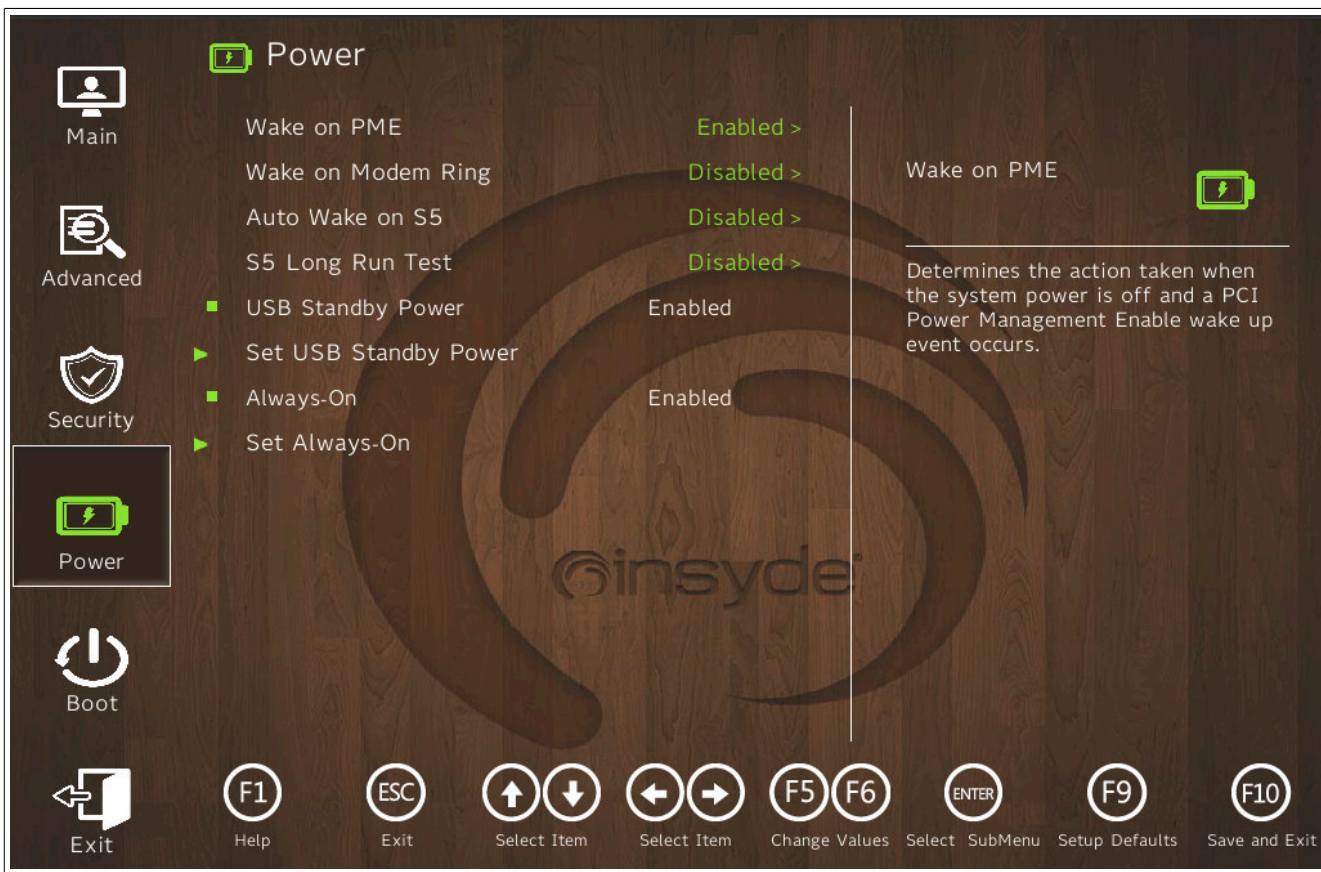 Power
Main
Advanced
Security
Power
Boot
Exit
Wake on PME Enabled >
Wake on Modem Ring Disabled >
Auto Wake on S5 Disabled >
S5 Long Run Test Disabled >
USB Standby Power Enabled
Set USB Standby Power
Always-On Enabled
Set Always-On
Wake on PME
Determines the action taken when
the system power is off and a PCI
Power Management Enable wake up
event occurs.
insyde
F1 ESC F5 F6 ENTER F9 F10
Help Exit Select Item Select Item Change Values Select SubMenu Setup Defaults Save and Exit